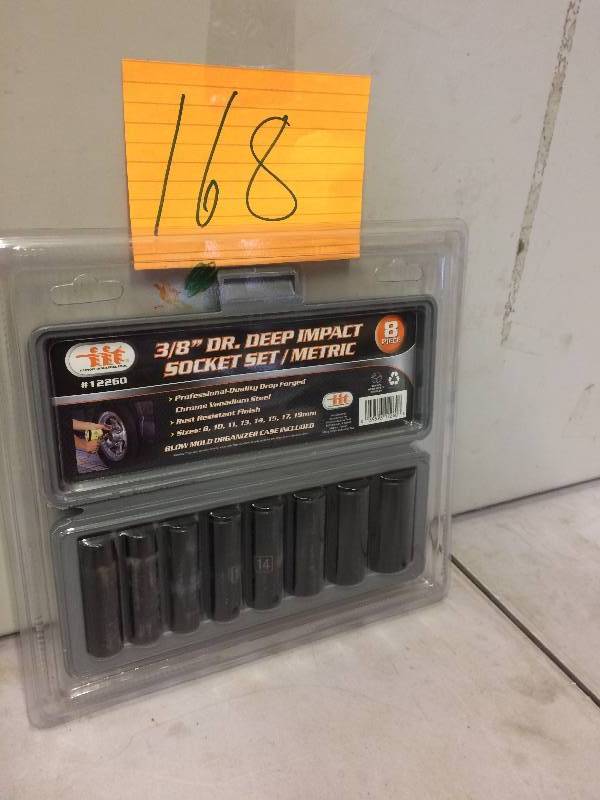 168
3/8" DR. DEEP IMPACT
SOCKET SET / METRIC
8
PIECE
#12260
> Professional-Quality Drop Forged
Chrome Vanadium Steel
> Rust Resistant Finish
> Sizes: 8, 10, 11, 13, 14, 15, 17, 19mm
BLOW MOLD ORGANIZER CASE INCLUDED
14